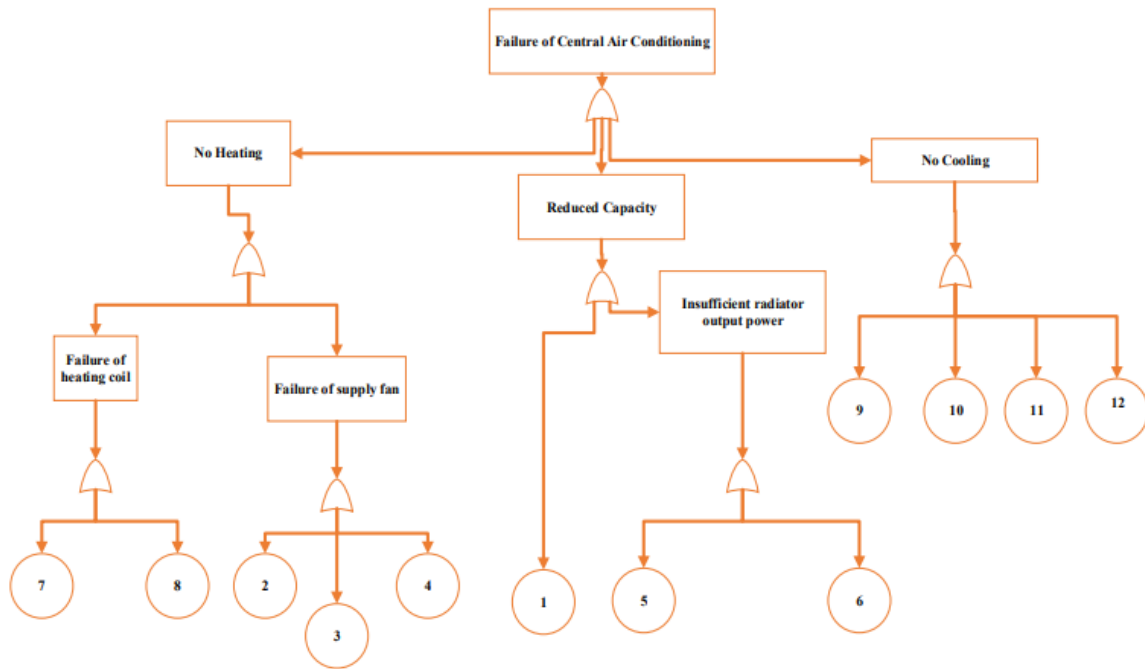 Failure of Central Air Conditioning
No Heating
No Cooling
Reduced Capacity
Insufficient radiator
output power
Failure of
heating coil
Failure of supply fan
9
10
11
12
7
8
2
4
3
1
5
6